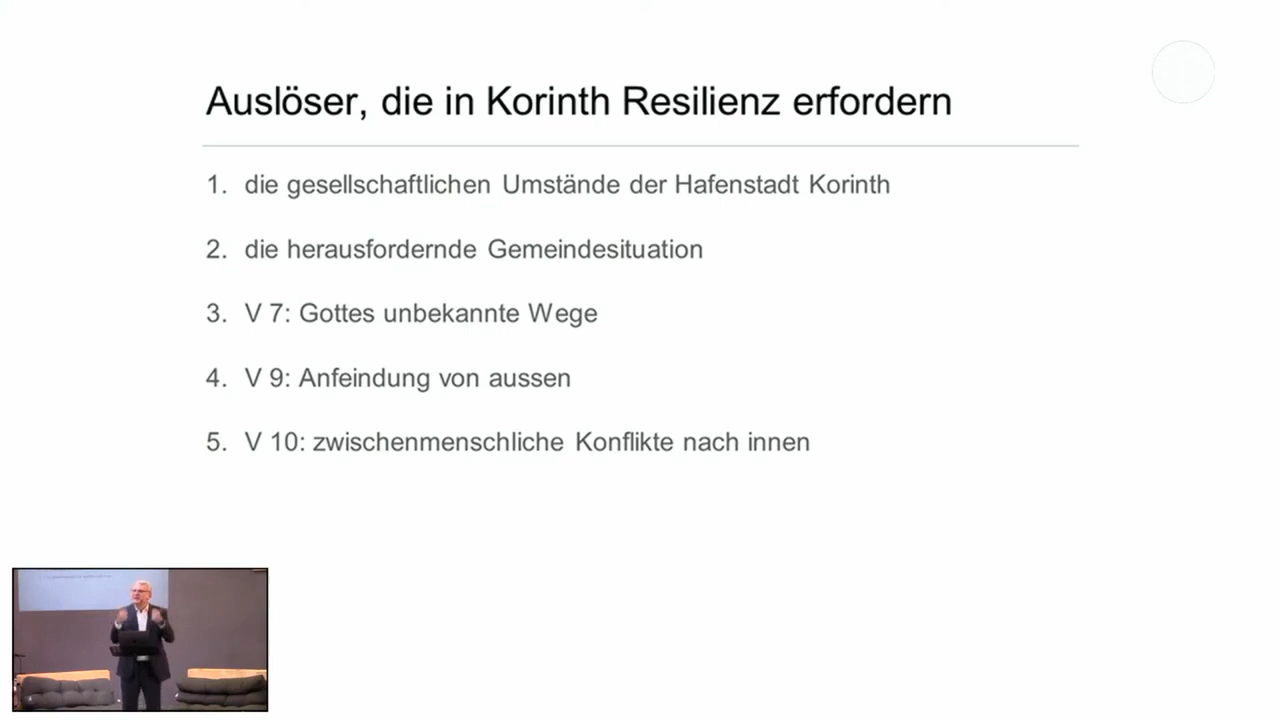 Auslöser, die in Korinth Resilienz erfordern
1. die gesellschaftlichen Umstände der Hafenstadt Korinth
2. die herausfordernde Gemeindesituation
3. V 7: Gottes unbekannte Wege
4. V 9: Anfeindung von aussen
5. V 10: zwischenmenschliche Konflikte nach innen